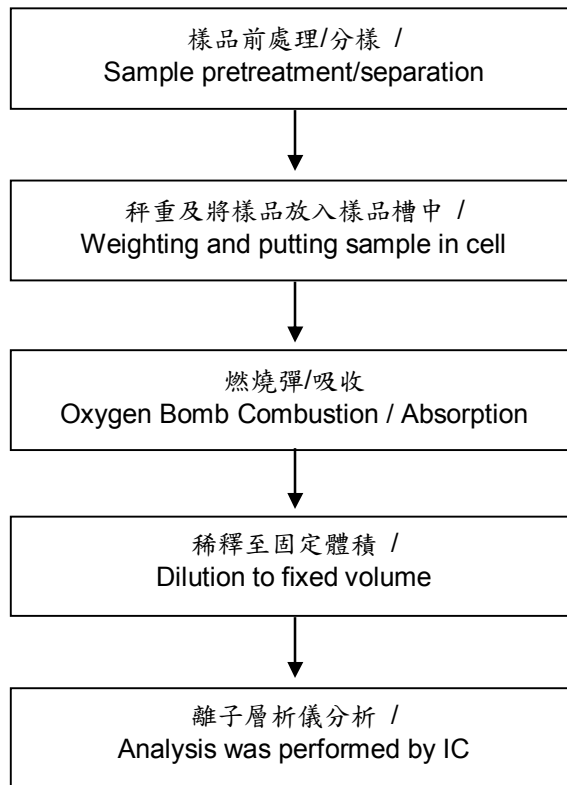 樣品前處理/分樣 /
Sample pretreatment/separation
秤重及將樣品放入樣品槽中 /
Weighting and putting sample in cell
燃燒彈/吸收
Oxygen Bomb Combustion / Absorption
稀釋至固定體積 /
Dilution to fixed volume
離子層析儀分析 /
Analysis was performed by IC